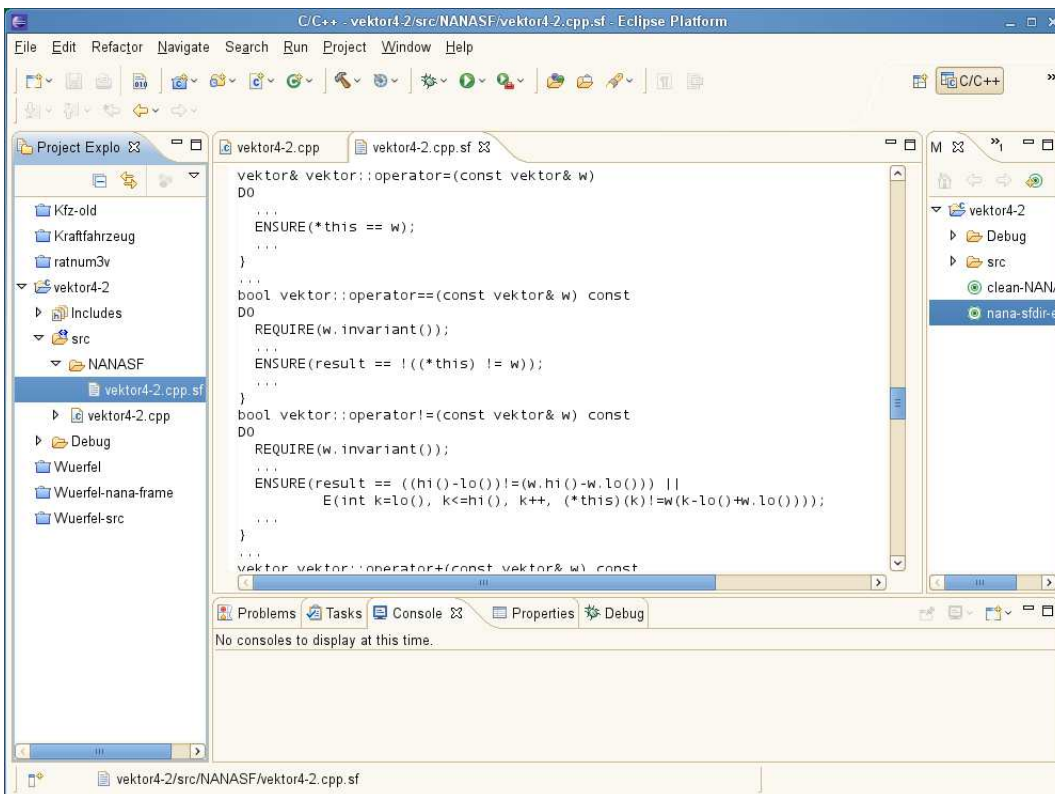 C/C++ - vektor4-2/src/NANASF/vektor4-2.cpp.sf - Eclipse Platform
File Edit Refactor Navigate Search Run Project Window Help
C/C++
Project Explo
vektor4-2.cpp
vektor4-2.cpp.sf
M
Kfz-old
Kraftfahrzeug
ratnum3v
vektor4-2
Includes
src
NANASF
vektor4-2.cpp.sf
vektor4-2.cpp
Debug
Wuerfel
Wuerfel-nana-frame
Wuerfel-src
vektor& vektor::operator=(const vektor& w)
DO
...
ENSURE(*this == w);
...
}
...
bool vektor::operator==(const vektor& w) const
DO
REQUIRE(w.invariant());
...
ENSURE(result == !((*this) != w));
...
}
bool vektor::operator!=(const vektor& w) const
DO
REQUIRE(w.invariant());
...
ENSURE(result == ((hi()-lo())!=(w.hi()-w.lo())) ||
E(int k=lo(), k<=hi(), k++, (*this)(k)!=w(k-lo()+w.lo())));
...
}
...
vektor vektor::operator+(const vektor& w) const
vektor4-2
Debug
src
clean-NANA
nana-sfdir-e
Problems Tasks Console Properties Debug
No consoles to display at this time.
vektor4-2/src/NANASF/vektor4-2.cpp.sf